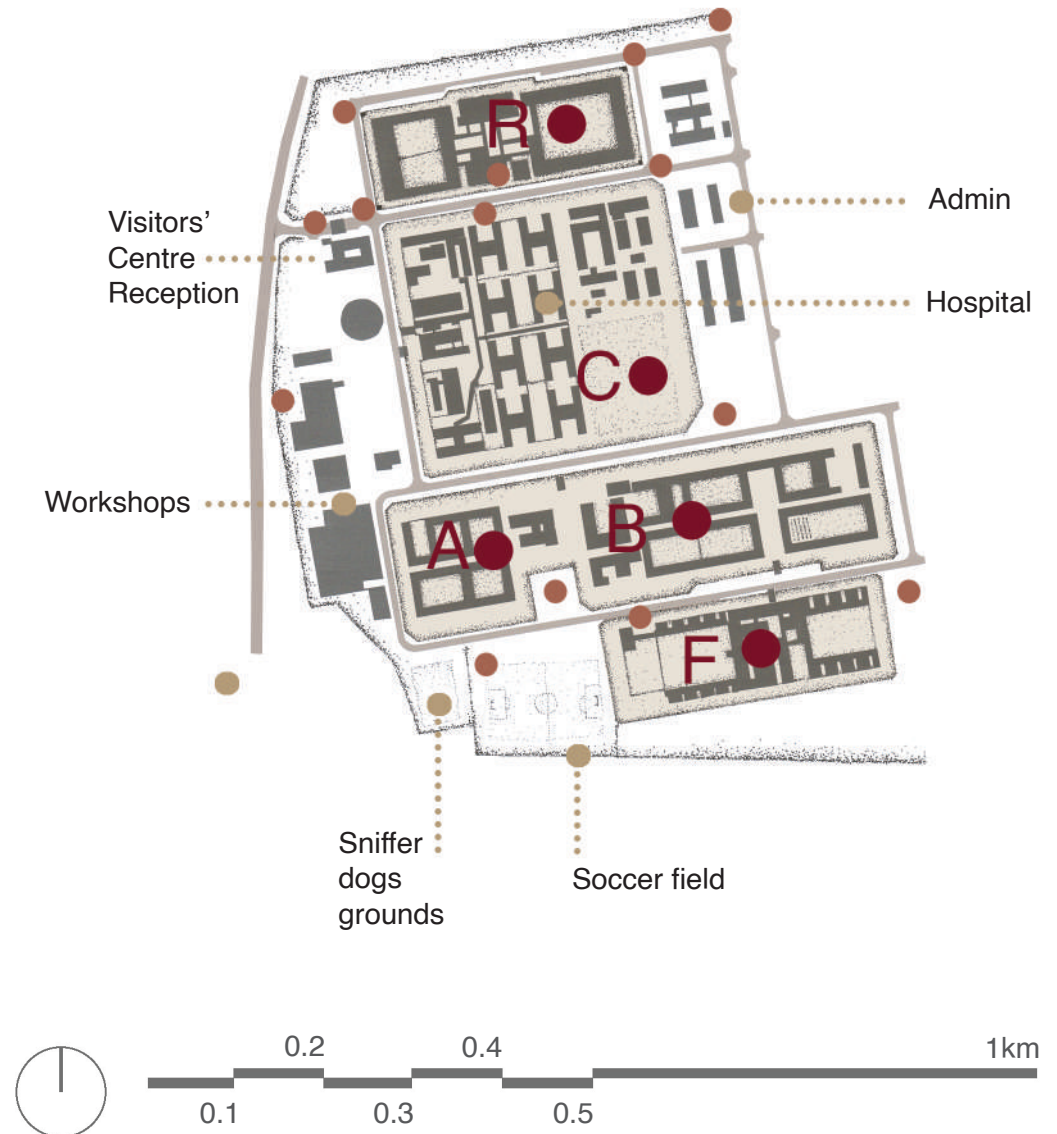 R
Visitors'
Centre
Reception
Admin
Hospital
C
Workshops
A
B
F
Sniffer
dogs
grounds
Soccer field
0.2
0.4
1km
0.1
0.3
0.5